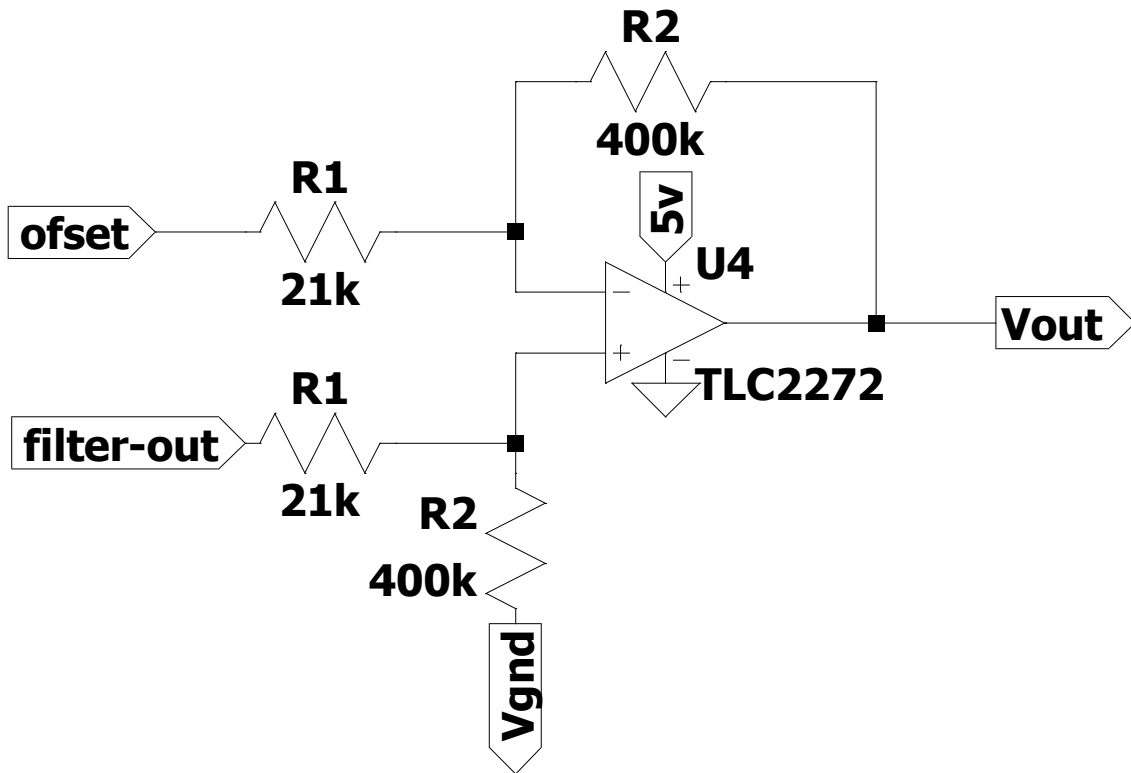 R2
400k
R1
5v
ofset
U4
21k
Vout
R1
TLC2272
filter-out
21k
R2
400k
Vgnd